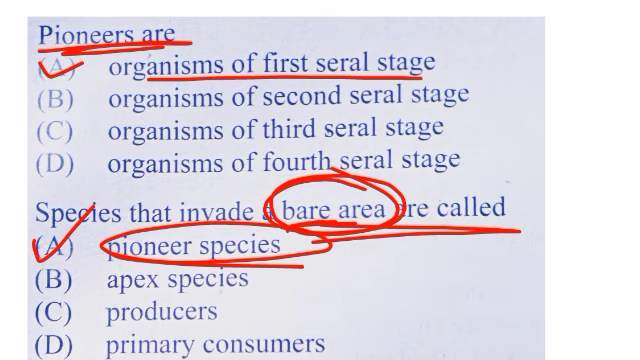 Pioneers are
(A) organisms of first seral stage
(B) organisms of second seral stage
(C) organisms of third seral stage
(D) organisms of fourth seral stage
Species that invade a bare area are called
(A) pioneer species
(B) apex species
(C) producers
(D) primary consumers